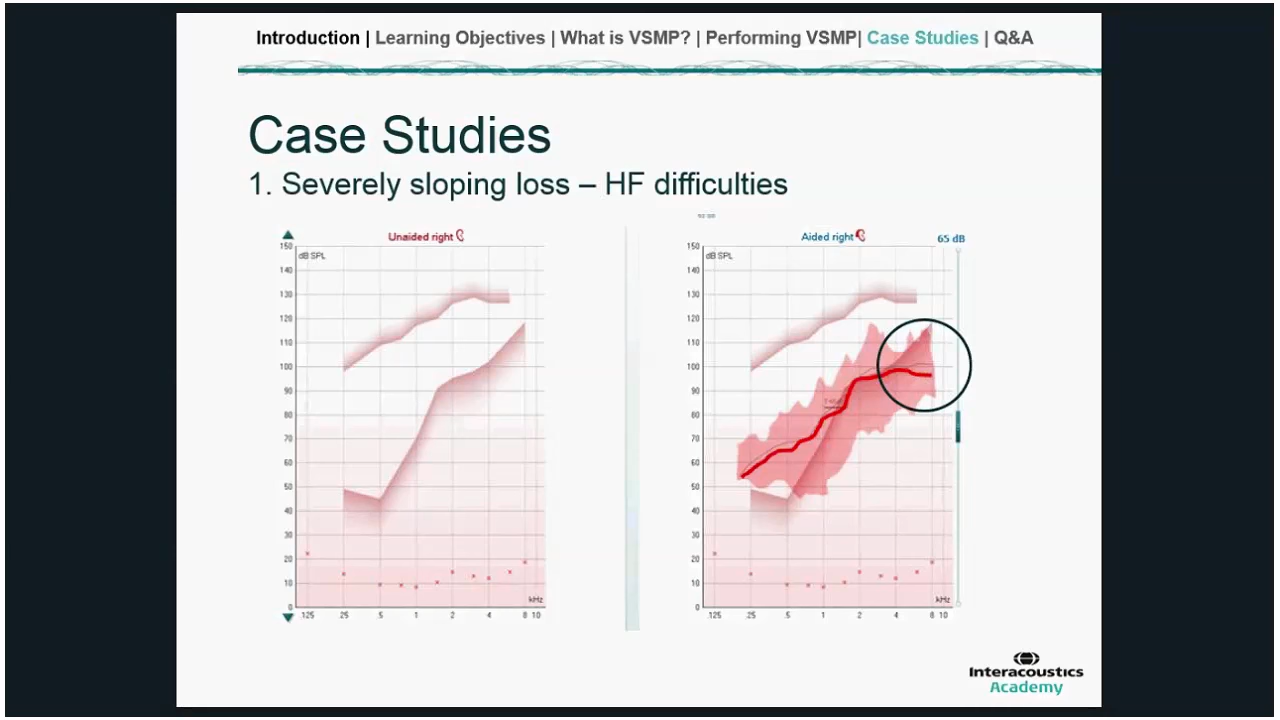 Introduction | Learning Objectives | What is VSMP? | Performing VSMP| Case Studies | Q&A
Case Studies
1. Severely sloping loss – HF difficulties
Unaided right
150
dB SPL
140
130
120
110
100
90
80
70
60
50
40
30
20
10
0
kHz
.125 .25 .5 1 2 4 8 10
Aided right
65 dB
150
dB SPL
140
130
120
110
100
90
80
70
60
50
40
30
20
10
0
kHz
.125 .25 .5 1 2 4 8 10
Interacoustics
Academy